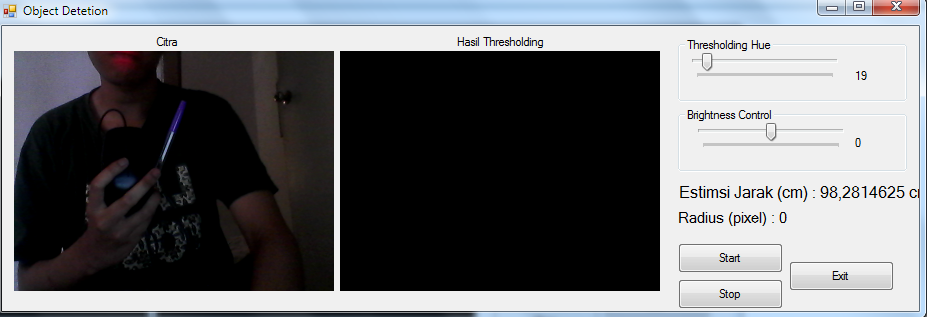 Object Detetion
Citra
Hasil Thresholding
Thresholding Hue
19
Brightness Control
0
Estimsi Jarak (cm) : 98,2814625 c
Radius (pixel) : 0
Start
Exit
Stop